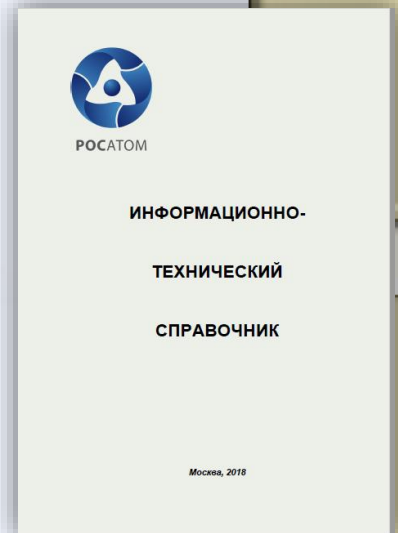 РОСАТОМ
ИНФОРМАЦИОННО-
ТЕХНИЧЕСКИЙ
СПРАВОЧНИК
Москва, 2018